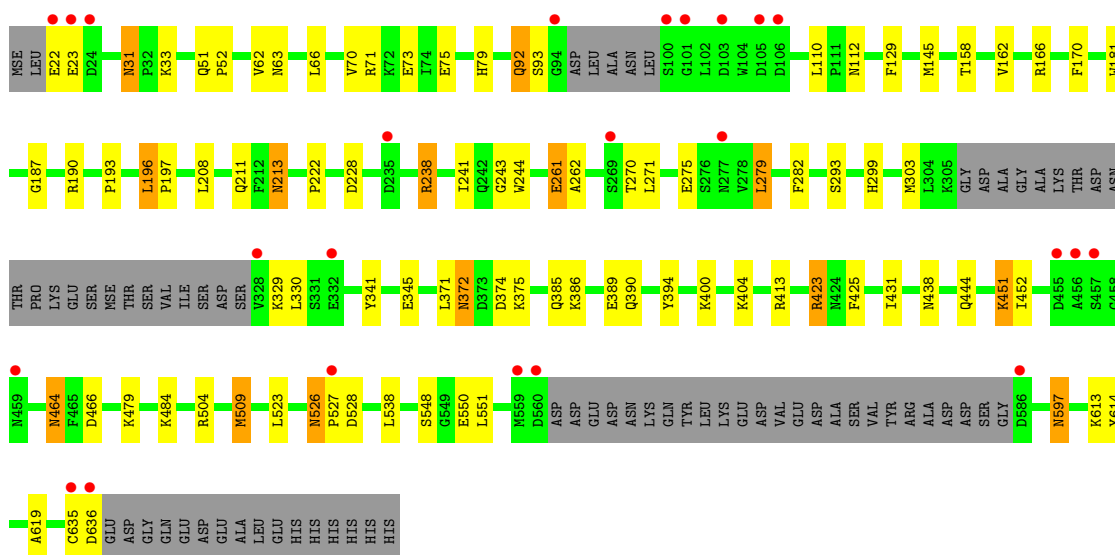 MSE LEU E22 E23 D24 N31 P32 K33 Q51 P52 V62 N63 L66 V70 R71 K72 E73 I74 E75 H79 Q92 S93 G94 ASP LEU ALA ASN LEU S100 G101 L102 D103 W104 D105 D106 L110 P111 N112 F129 M145 T158 V162 R166 F170
G187 R190 P193 L196 P197 L208 Q211 F212 N213 P222 D228 D235 R238 I241 Q242 G243 W244 E261 A262 S269 T270 L271 E275 S276 N277 V278 L279 F282 S293 H299 M303 L304 K305 GLY ASP ALA GLY ALA LYS THR ASP ASN
THR PRO LYS GLU SER MSE THR SER VAL ILE SER ASP SER V328 K329 L330 S331 E332 Y341 E345 L371 N372 D373 D374 K375 Q385 K386 E389 Q390 Y394 K400 K404 R413 R423 N424 F425 I431 N438 Q444 K451 I452 D455 A456 S457
N459 N464 F465 D466 K479 K484 R504 M509 L523 N526 P527 D528 L538 S548 G549 E550 L551 M559 D560 ASP ASP GLU ASP ASN LYS GLN TYR LEU LYS GLU ASP VAL GLU ASP ALA SER VAL TYR ARG ALA ASP ASP SER GLY D586 N597 K613
A619 C635 D636 GLU ASP GLY GLN GLU ASP GLU ALA LEU GLU HIS HIS HIS HIS HIS HIS